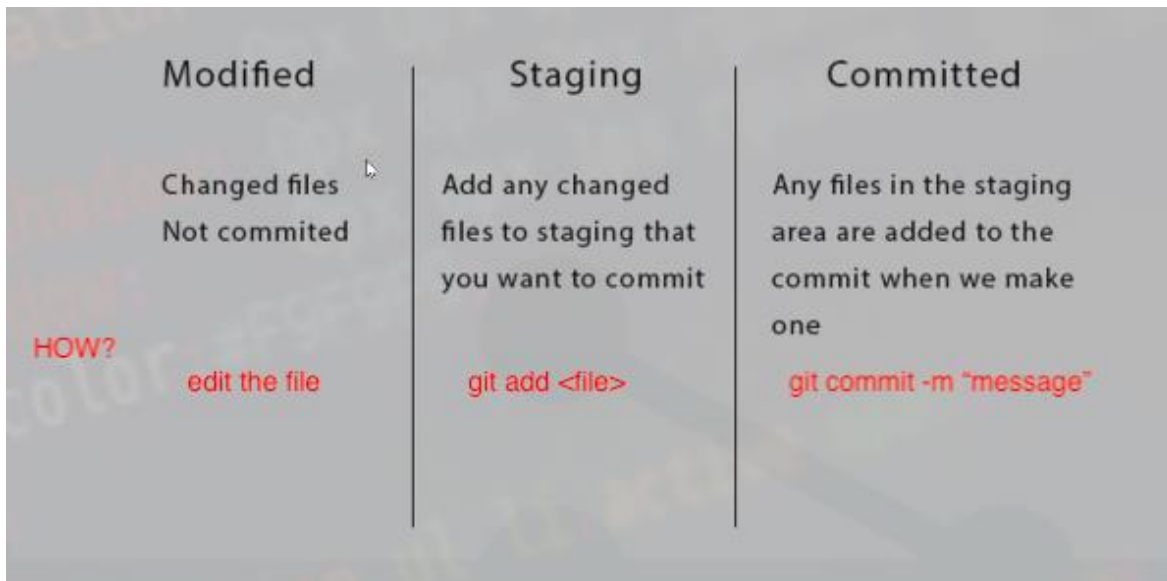 Modified
Staging
Committed
Changed files
Not commited
Add any changed
files to staging that
you want to commit
Any files in the staging
area are added to the
commit when we make
one
HOW?
edit the file
git add <file>
git commit -m “message”